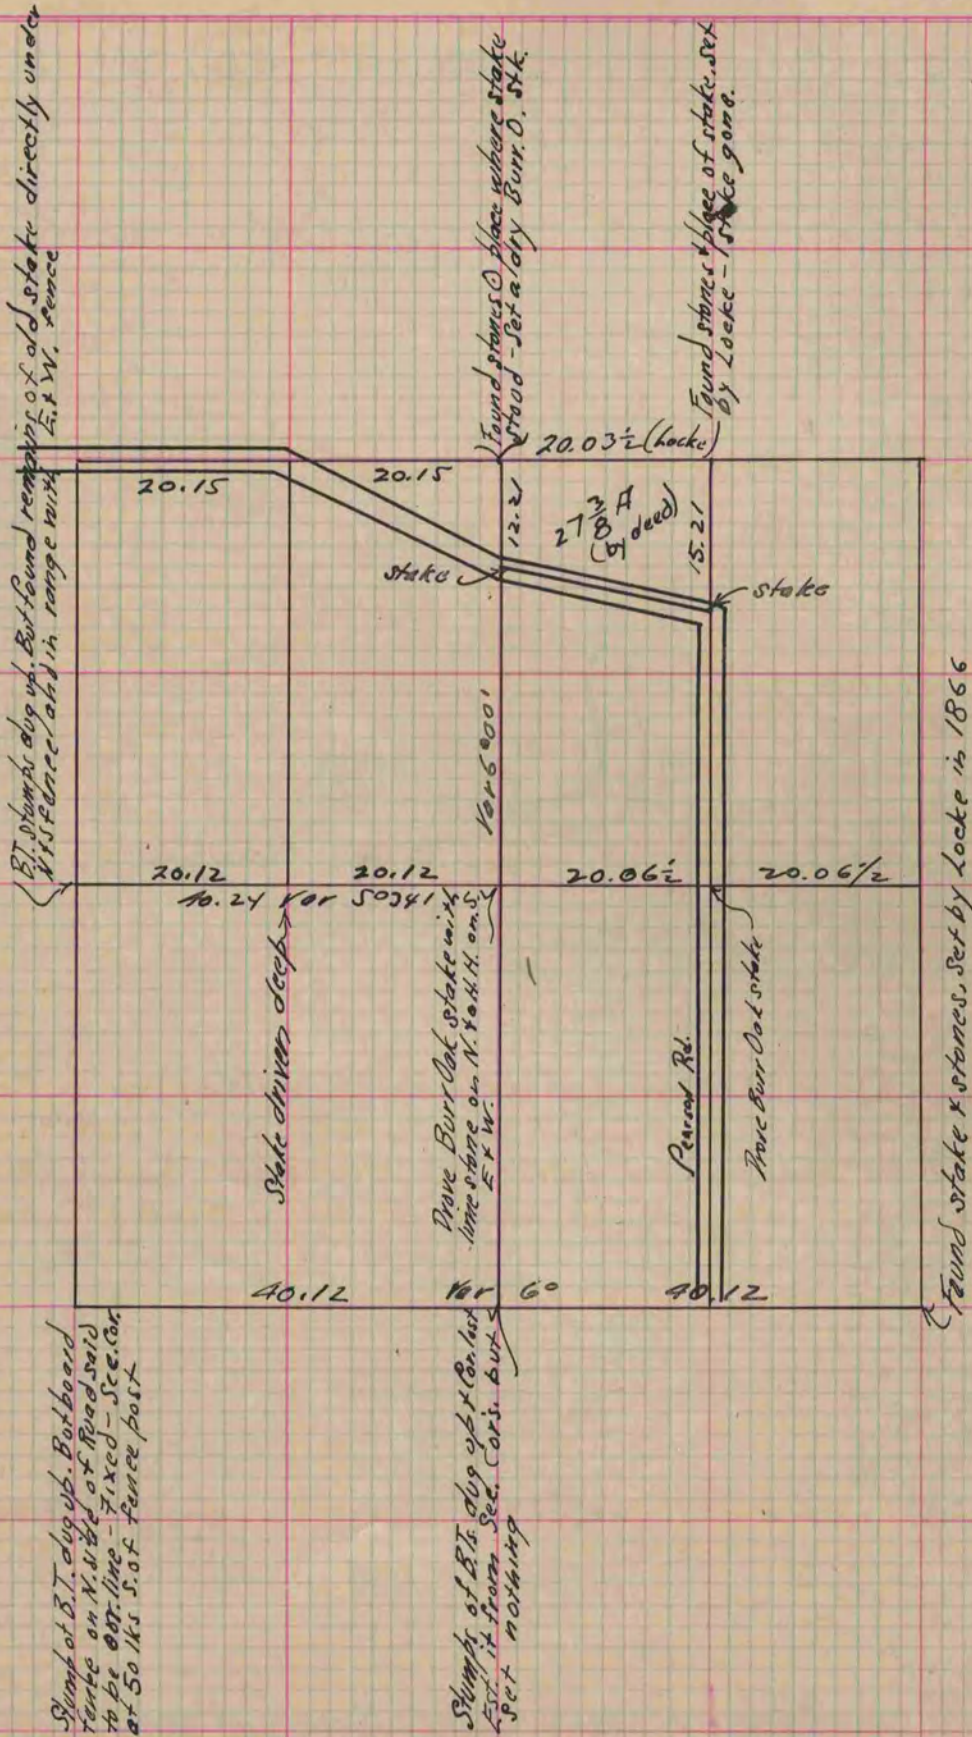 B.T. stumps dug up. But found remains of old stake directly under
N & S fence and in range with E. & W. fence
Found stones @ place where stake
stood - Set a dry Burr. O. stk.
Found stones & place of stake set
by Locke - stake gone.
20.03½ (Locke)
20.15
20.15
12.21
27⅜ A
(by deed)
15.21
stake
stake
Var 6°00'
20.12
20.12
20.06½
20.06½
40.24 Var 5°34'
Stake driven deep
Drove Burr Oak stake with
limestone on N. & H.H. on S.
E & W.
Pearson Rd.
Drove Burr Oak stake
40.12
Var 6°
40.12
Found stake & stones, Set by Locke in 1866
Stump of B.T. dug up. But board
fence on N. side of Road said
to be on line - Fixed - Sec. Cor.
at 50 lks S. of fence post
Stumps of B.Ts. dug up & Cor. lost
Est. it from Sec. Cors. but
set nothing